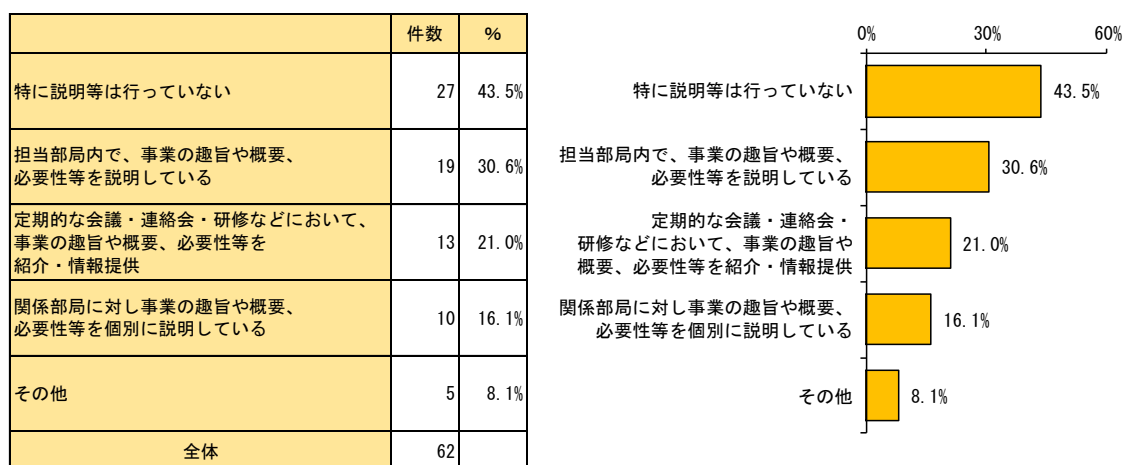 件数 %
特に説明等は行っていない 27 43.5%
担当部局内で、事業の趣旨や概要、
必要性等を説明している 19 30.6%
定期的な会議・連絡会・研修などにおいて、
事業の趣旨や概要、必要性等を
紹介・情報提供 13 21.0%
関係部局に対し事業の趣旨や概要、
必要性等を個別に説明している 10 16.1%
その他 5 8.1%
全体 62
0% 30% 60%
特に説明等は行っていない 43.5%
担当部局内で、事業の趣旨や概要、
必要性等を説明している 30.6%
定期的な会議・連絡会・
研修などにおいて、事業の趣旨や
概要、必要性等を紹介・情報提供 21.0%
関係部局に対し事業の趣旨や概要、
必要性等を個別に説明している 16.1%
その他 8.1%